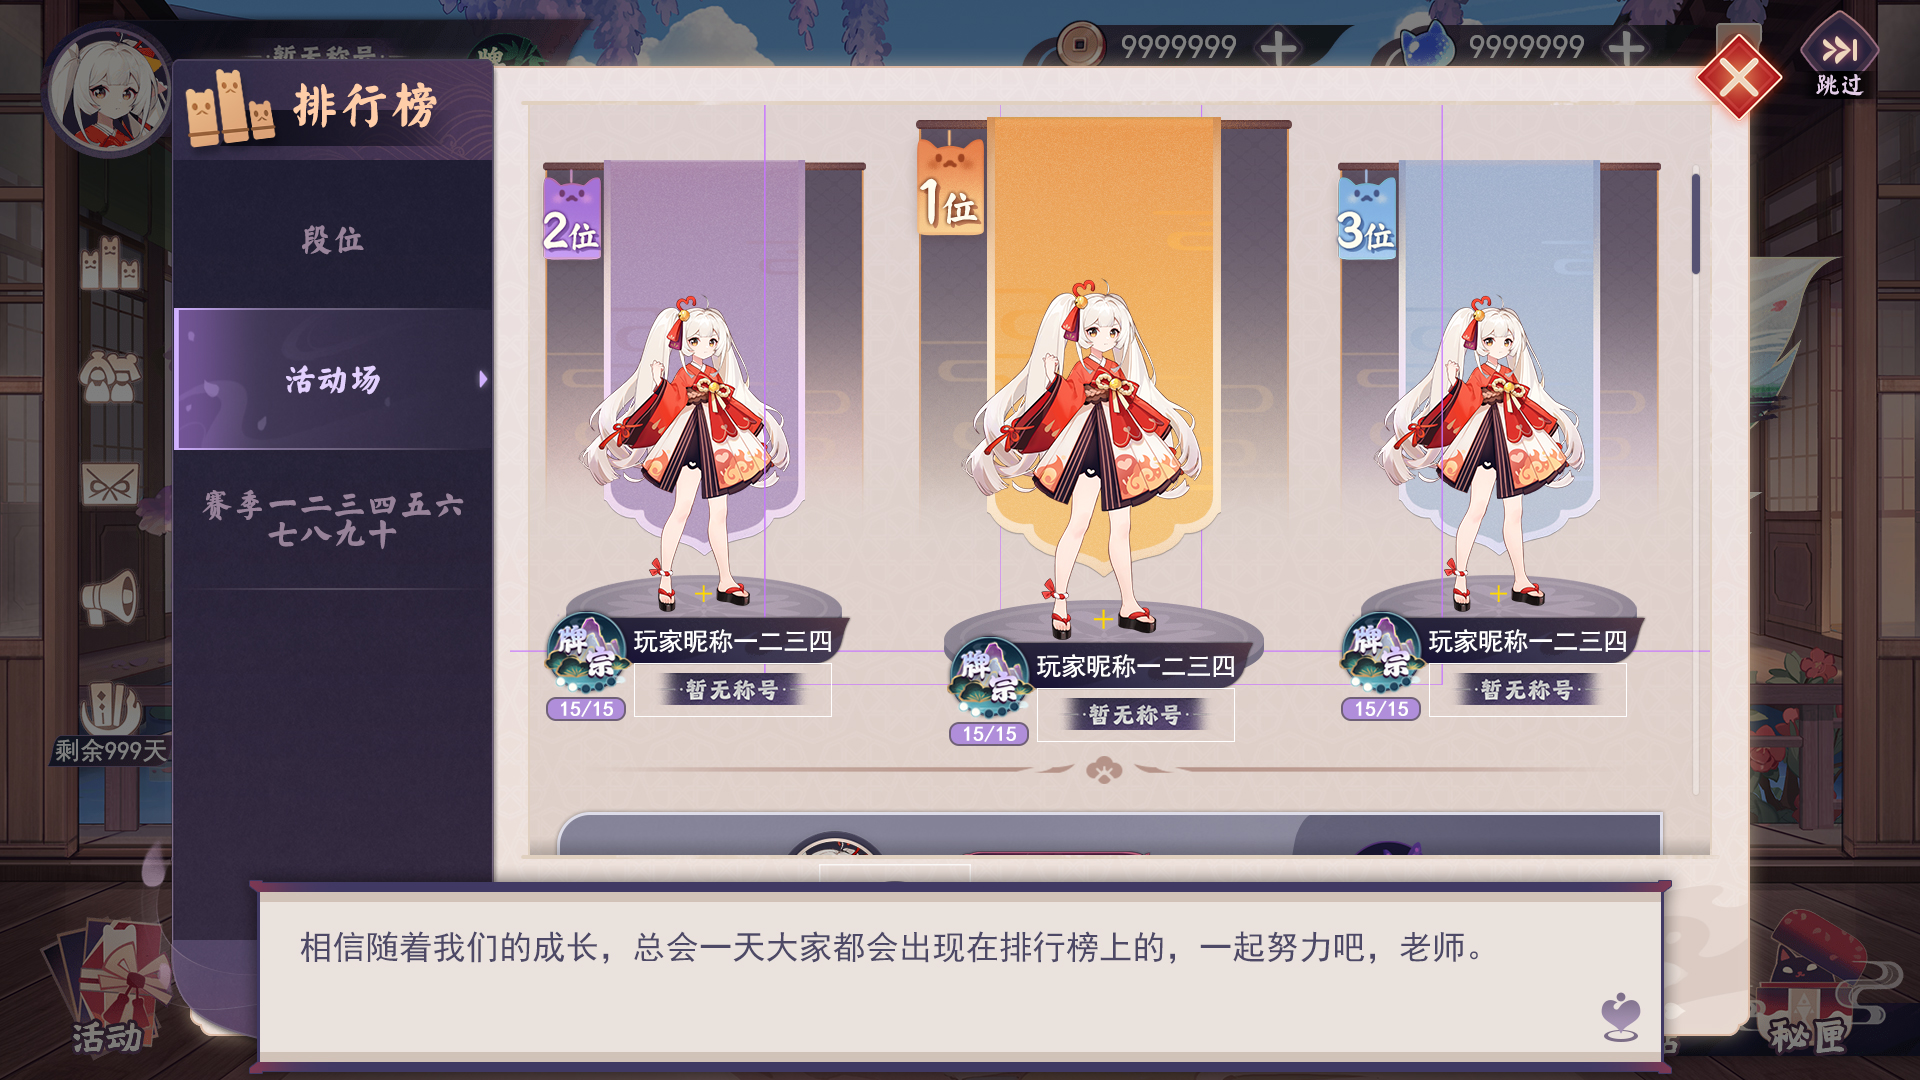 暂无称号
牌
9999999
9999999
跳过
排行榜
段位
活动场
赛季一二三四五六
七八九十
剩余999天
2位
1位
3位
牌宗
玩家昵称一二三四
暂无称号
15/15
牌宗
玩家昵称一二三四
暂无称号
15/15
牌宗
玩家昵称一二三四
暂无称号
15/15
相信随着我们的成长，总会一天大家都会出现在排行榜上的，一起努力吧，老师。
活动
秘匣